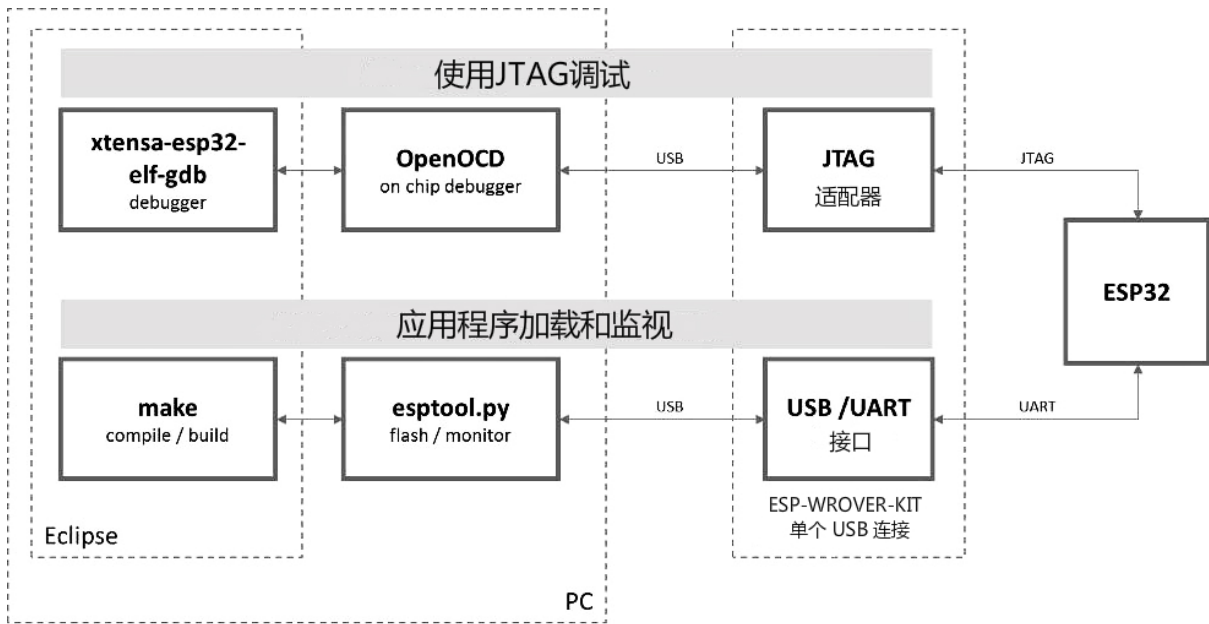 使用JTAG调试
xtensa-esp32-
elf-gdb
debugger
OpenOCD
on chip debugger
USB
JTAG
适配器
JTAG
ESP32
应用程序加载和监视
make
compile / build
esptool.py
flash / monitor
USB
USB /UART
接口
UART
ESP-WROVER-KIT
单个 USB 连接
Eclipse
PC